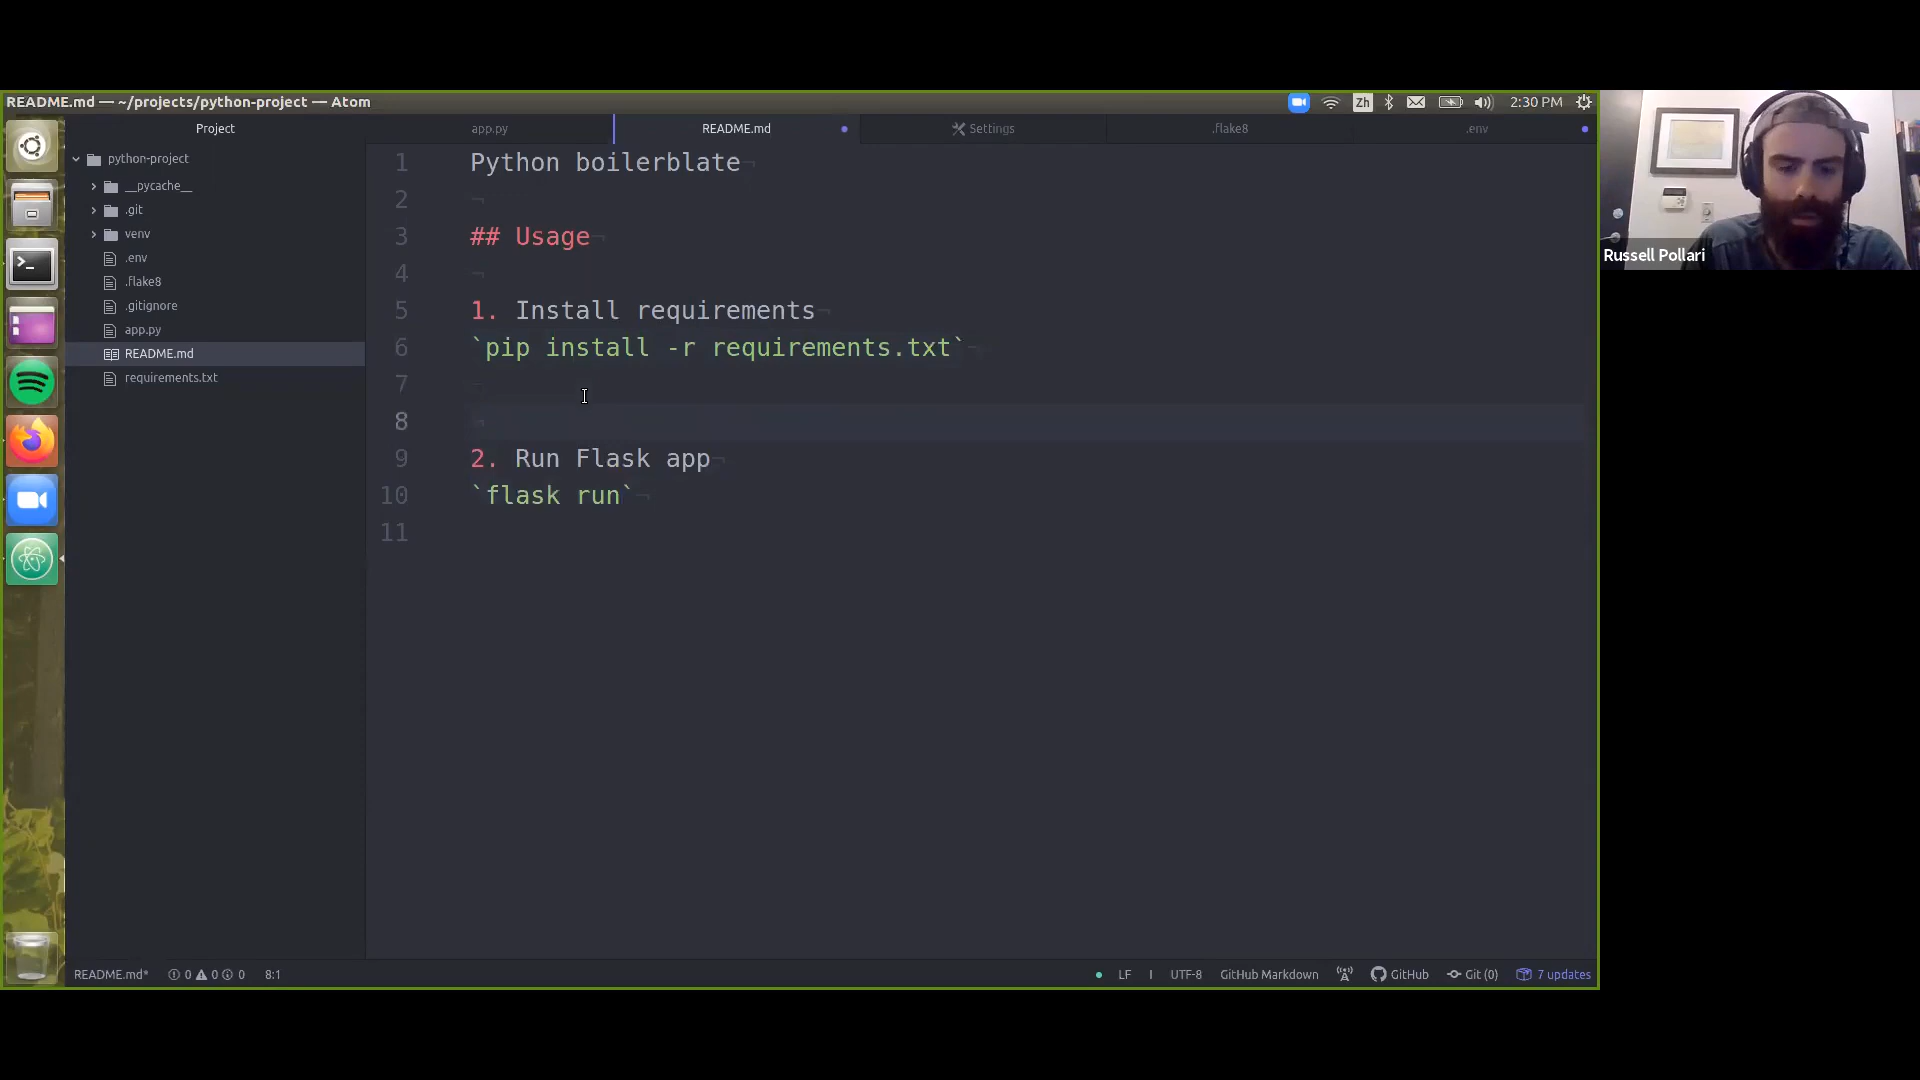 README.md — ~/projects/python-project — Atom
Zh
2:30 PM
Project
app.py
README.md
Settings
.flake8
.env
python-project
__pycache__
.git
venv
.env
.flake8
.gitignore
app.py
README.md
requirements.txt
1 Python boilerblate¬
2 ¬
3 ## Usage¬
4 ¬
5 1. Install requirements¬
6 `pip install -r requirements.txt`¬
7 ¬
8 ¬
9 2. Run Flask app¬
10 `flask run`¬
11
Russell Pollari
README.md* 0 0 0 8:1
LF UTF-8 GitHub Markdown GitHub Git (0) 7 updates